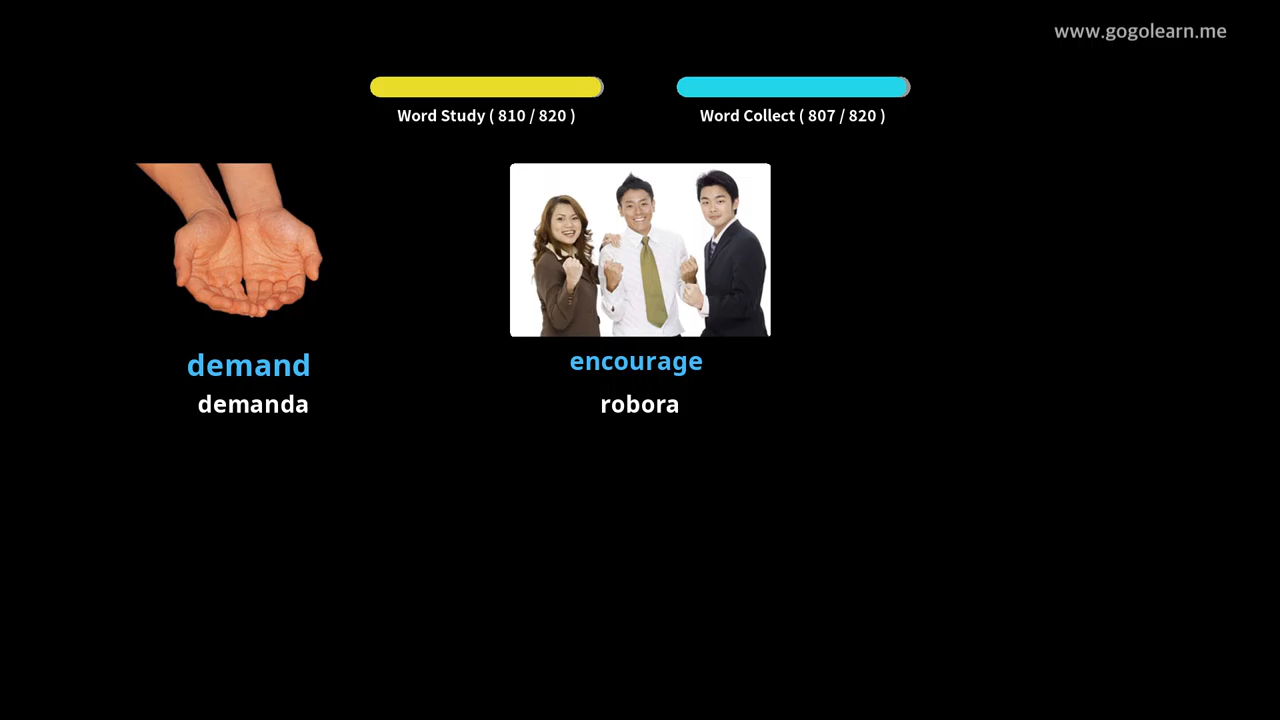 www.gogolearn.me
Word Study ( 810 / 820 )
Word Collect ( 807 / 820 )
demand
demanda
encourage
robora